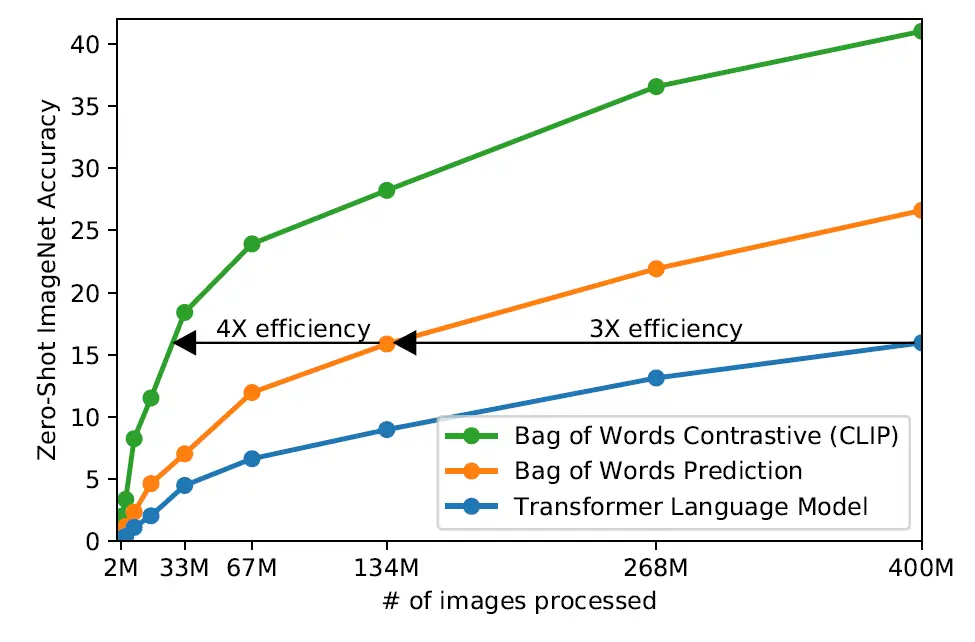 Zero-Shot ImageNet Accuracy
40
35
30
25
20
15
10
5
0
4X efficiency
3X efficiency
Bag of Words Contrastive (CLIP)
Bag of Words Prediction
Transformer Language Model
2M 33M 67M 134M 268M 400M
# of images processed